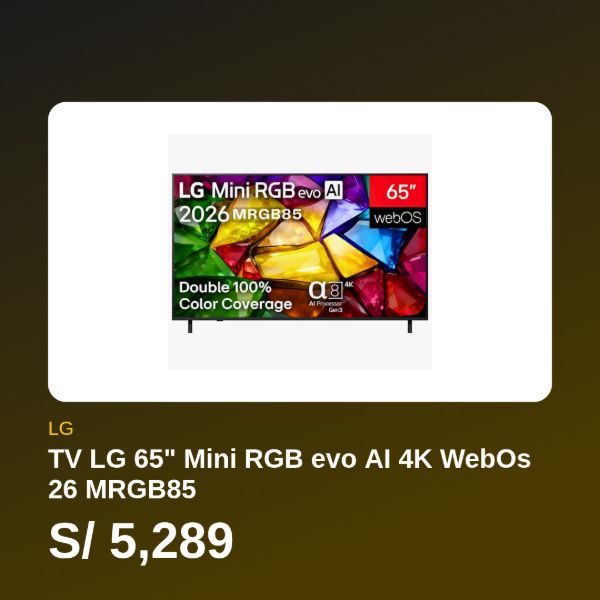 LG Mini RGB evo AI
65"
2026 MRGB85
webOS
Double 100%
Color Coverage
α8 4K
AI Processor
Gen3
LG
TV LG 65" Mini RGB evo AI 4K WebOs
26 MRGB85
S/ 5,289